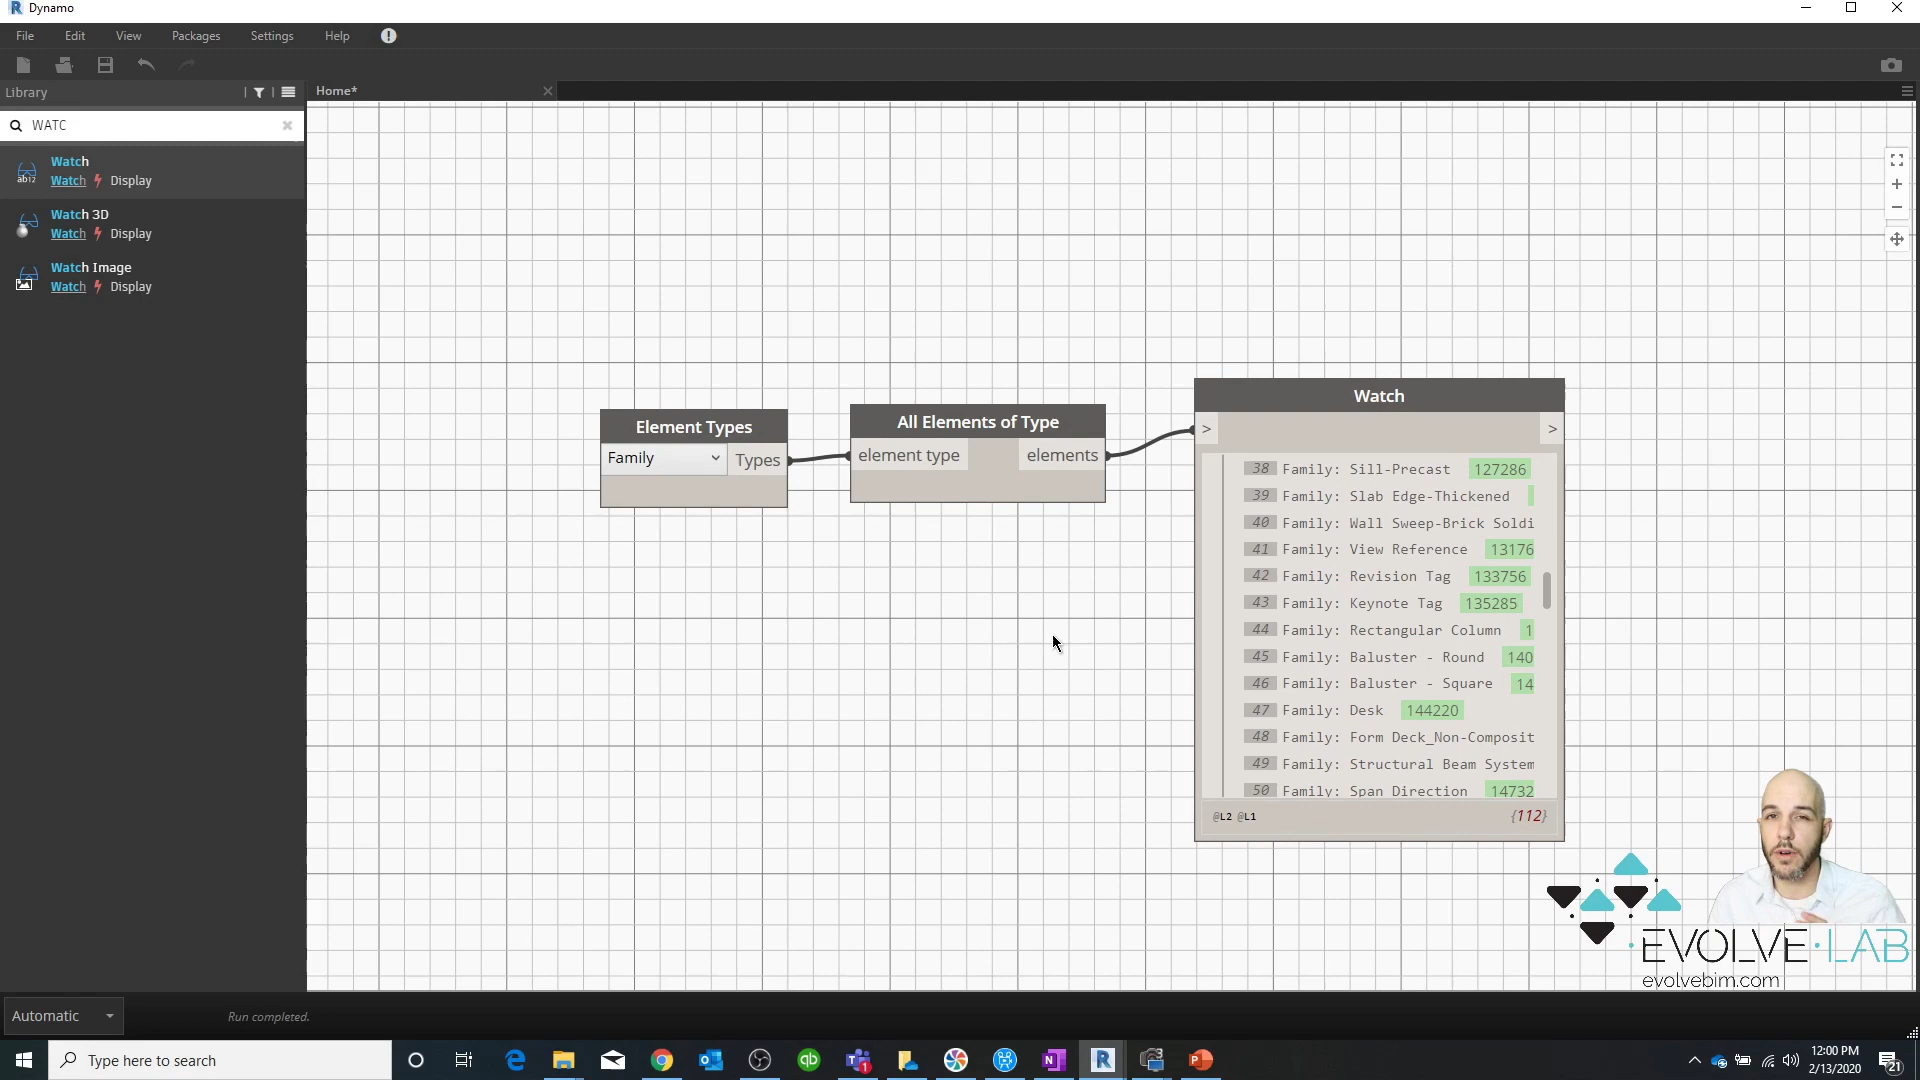 Dynamo
File Edit View Packages Settings Help
Library
Home*
WATC
Watch
Watch Display
Watch 3D
Watch Display
Watch Image
Watch Display
Element Types
Family
Types
All Elements of Type
element type
elements
Watch
>
>
38 Family: Sill-Precast 127286
39 Family: Slab Edge-Thickened
40 Family: Wall Sweep-Brick Soldi
41 Family: View Reference 13176
42 Family: Revision Tag 133756
43 Family: Keynote Tag 135285
44 Family: Rectangular Column 1
45 Family: Baluster - Round 140
46 Family: Baluster - Square 14
47 Family: Desk 144220
48 Family: Form Deck_Non-Composit
49 Family: Structural Beam System
50 Family: Span Direction 14732
@L2 @L1 {112}
EVOLVE·LAB
evolvebim.com
Automatic
Run completed.
Type here to search
12:00 PM
2/13/2020
21